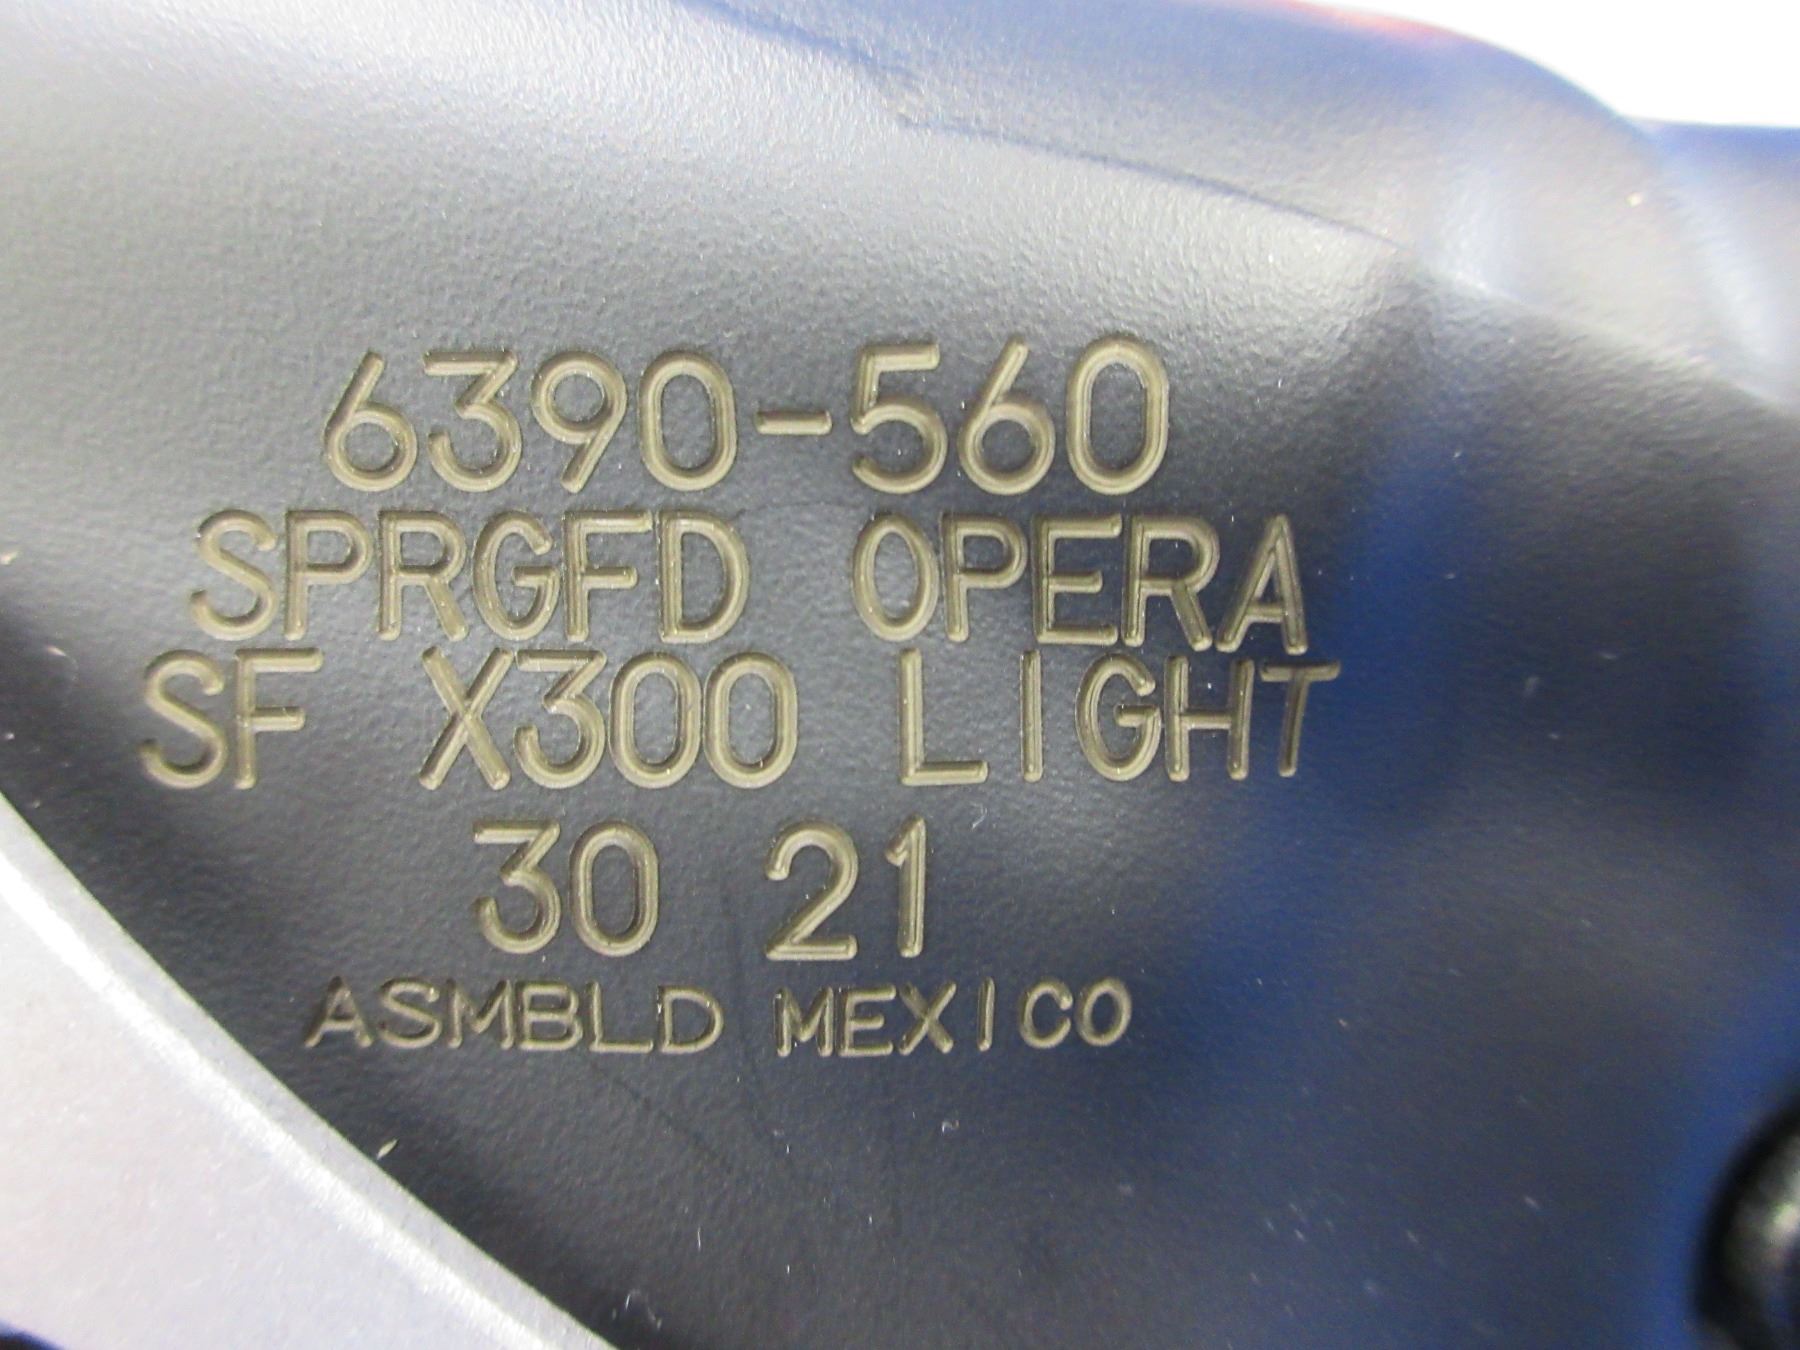 6390-560
SPRGFD OPERA
SF X300 LIGHT
30 21
ASMBLD MEXICO